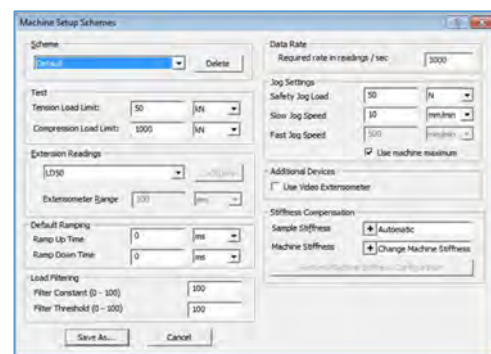 Machine Setup Schemes
Scheme
Default
Delete
Test
Tension Load Limit: 50 kN
Compression Load Limit: 1000 kN
Extension Readings
LD50
Extensometer Range 100
Default Ramping
Ramp Up Time 0 ms
Ramp Down Time 0 ms
Load Filtering
Filter Constant (0 - 100) 100
Filter Threshold (0 - 100) 100
Save As...
Cancel
Data Rate
Required rate in readings / sec
Jog Settings
Safety Jog Load 50 N
Slow Jog Speed 10 mm/min
Fast Jog Speed 500 mm/min
Use machine maximum
Additional Devices
Use Video Extensometer
Stiffness Compensation
Sample Stiffness + Automatic
Machine Stiffness + Change Machine Stiffness